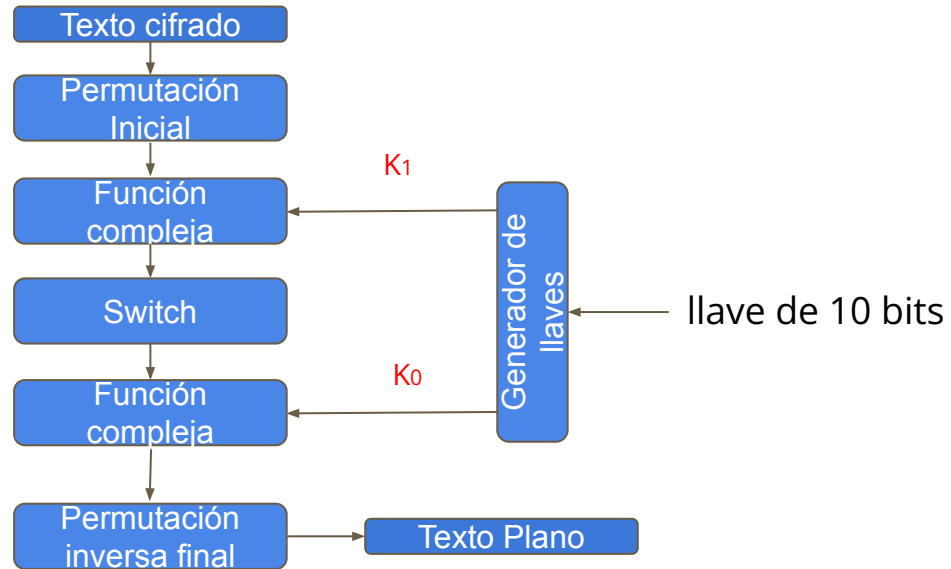 Texto cifrado
Permutación
Inicial
K1
Función
compleja
Generador de
llaves
Switch
llave de 10 bits
K0
Función
compleja
Permutación
inversa final
Texto Plano